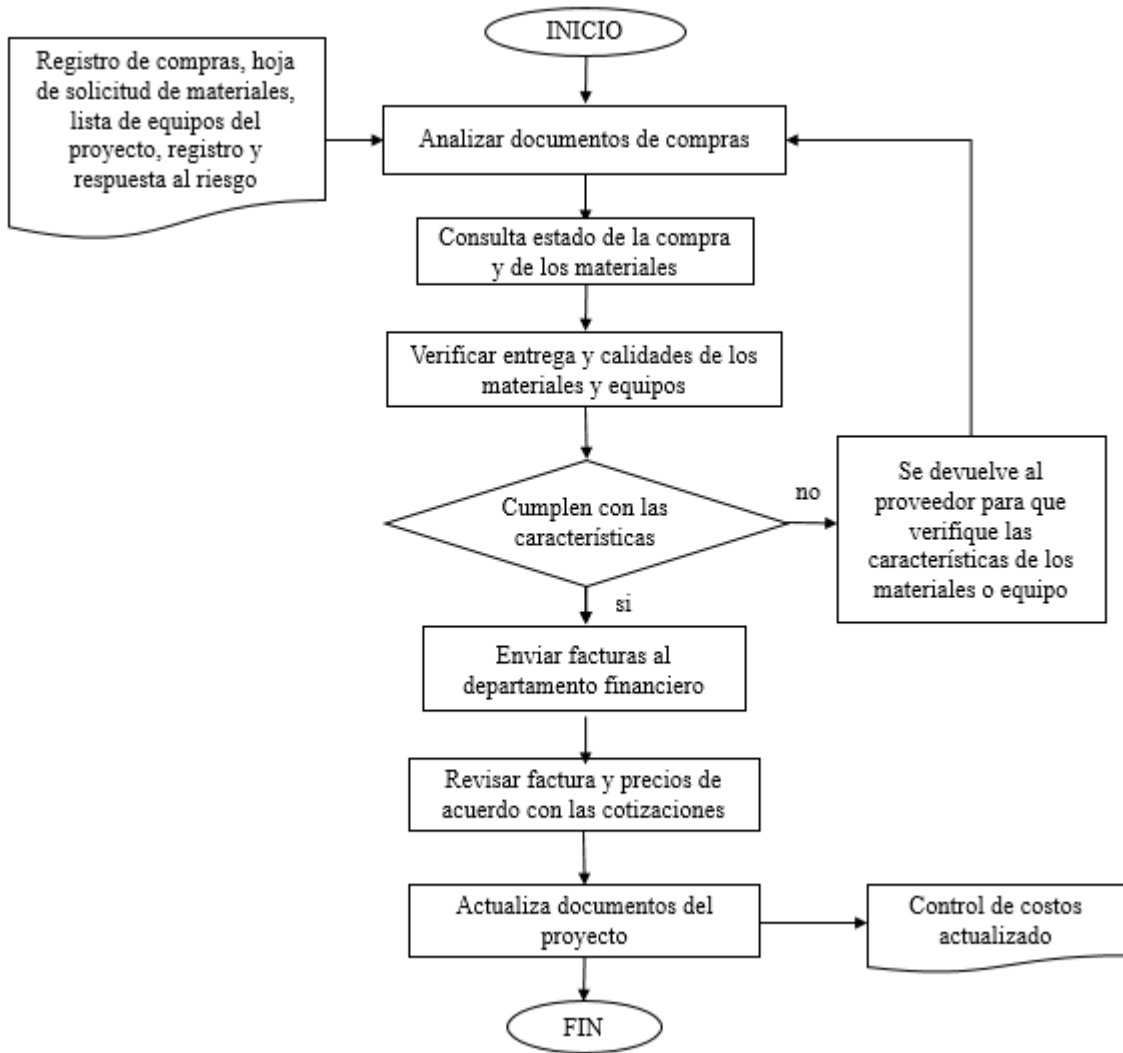 INICIO
Registro de compras, hoja
de solicitud de materiales,
lista de equipos del
proyecto, registro y
respuesta al riesgo
Analizar documentos de compras
Consulta estado de la compra
y de los materiales
Verificar entrega y calidades de los
materiales y equipos
Cumplen con las
características
no
Se devuelve al
proveedor para que
verifique las
características de los
materiales o equipo
si
Enviar facturas al
departamento financiero
Revisar factura y precios de
acuerdo con las cotizaciones
Actualiza documentos del
proyecto
Control de costos
actualizado
FIN